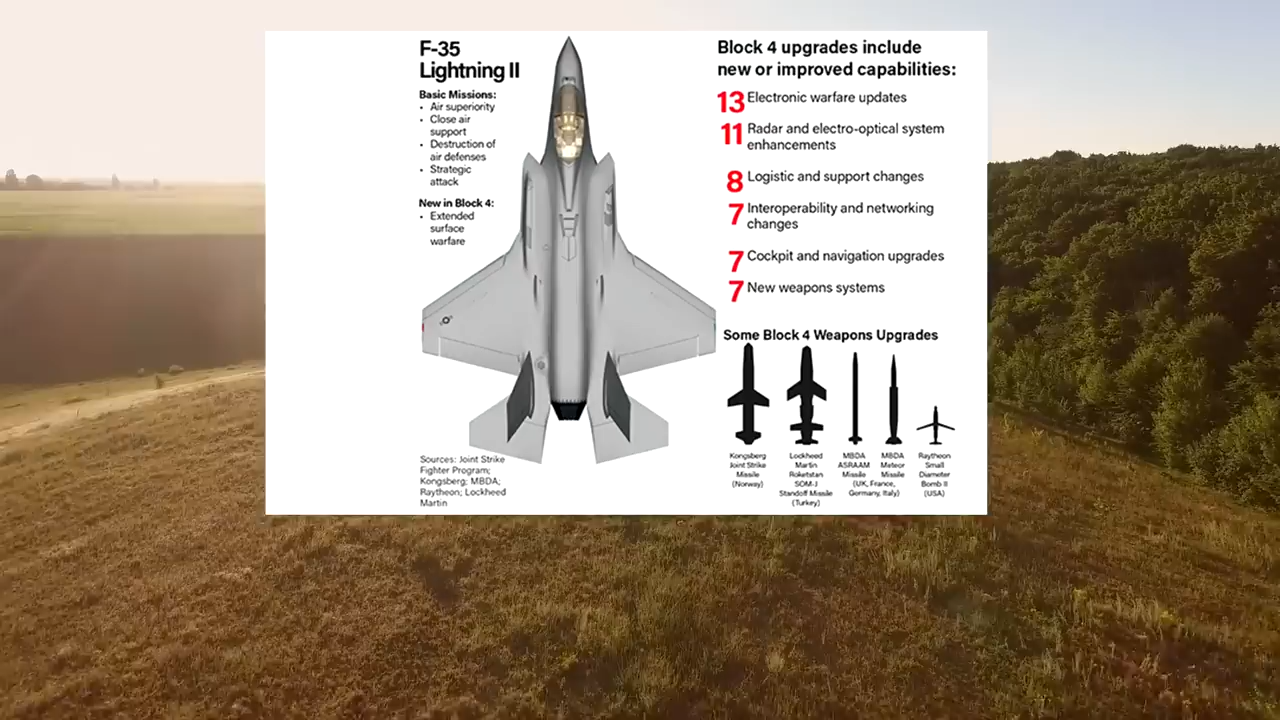 F-35
Lightning II
Basic Missions:
• Air superiority
• Close air
support
• Destruction of
air defenses
• Strategic
attack
New in Block 4:
• Extended
surface
warfare
Sources: Joint Strike
Fighter Program;
Kongsberg; MBDA;
Raytheon; Lockheed
Martin
Block 4 upgrades include
new or improved capabilities:
13 Electronic warfare updates
11 Radar and electro-optical system
enhancements
8 Logistic and support changes
7 Interoperability and networking
changes
7 Cockpit and navigation upgrades
7 New weapons systems
Some Block 4 Weapons Upgrades
Kongsberg
Joint Strike
Missile
(Norway)
Lockheed
Martin
Roketstan
SOM-J
Standoff Missile
(Turkey)
MBDA
ASRAAM
Missile
MBDA
Meteor
Missile
(UK, France,
Germany, Italy)
Raytheon
Small
Diameter
Bomb II
(USA)